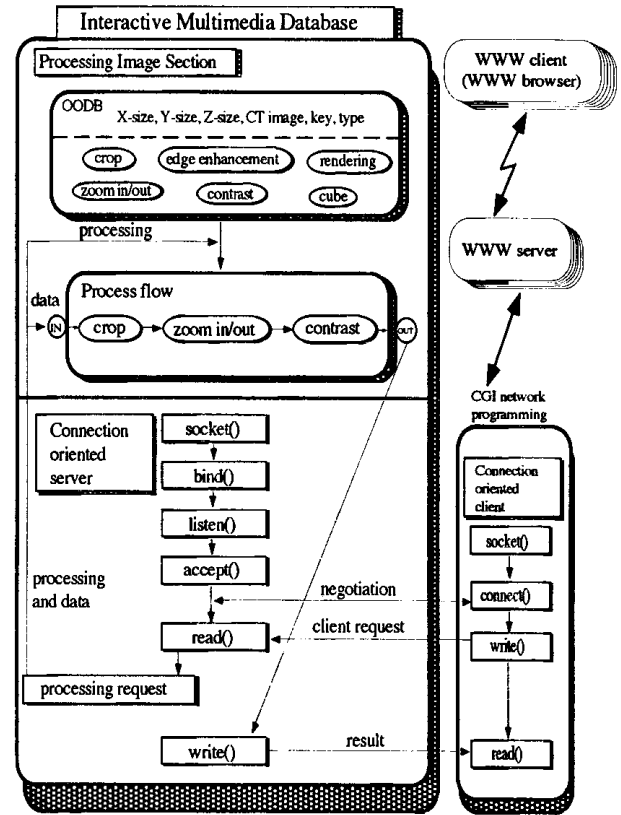 Interactive Multimedia Database
Processing Image Section
OODB
X-size, Y-size, Z-size, CT image, key, type
crop
edge enhancement
rendering
zoom in/out
contrast
cube
processing
data
Process flow
IN
crop
zoom in/out
contrast
OUT
Connection
oriented
server
socket()
bind()
listen()
accept()
processing
and data
read()
processing request
write()
negotiation
client request
result
WWW client
(WWW browser)
WWW server
CGI network
programming
Connection
oriented
client
socket()
connect()
write()
read()